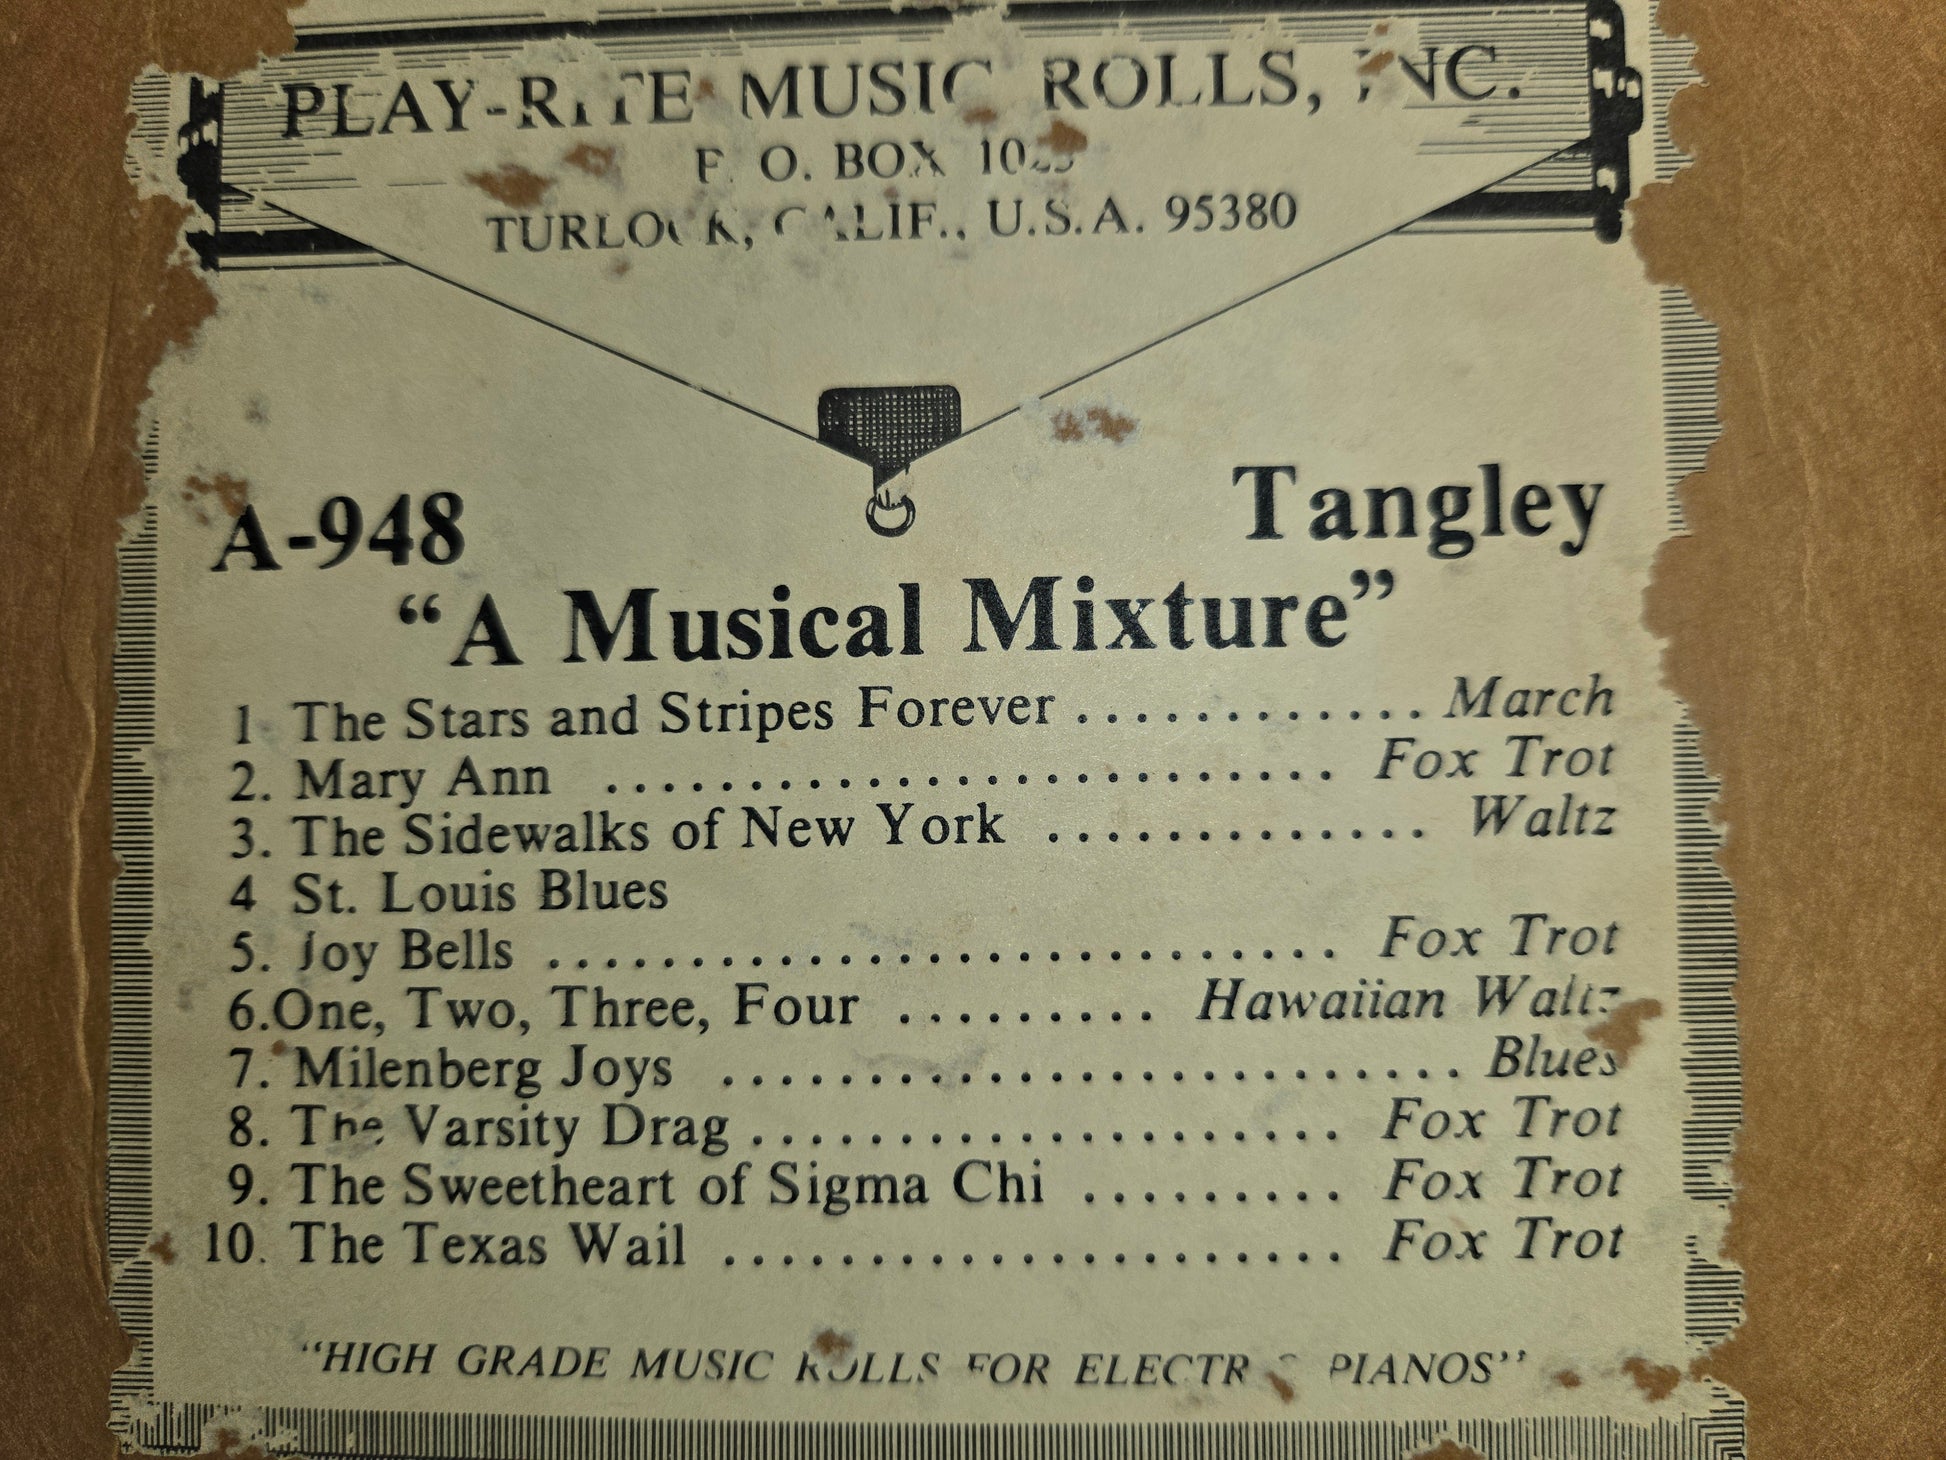 PLAY-RITE MUSIC ROLLS, INC.
P. O. BOX
TURLOCK, CALIF., U.S.A. 95380
A-948 Tangley
“A Musical Mixture”
1 The Stars and Stripes Forever ............ March
2. Mary Ann ......................... Fox Trot
3. The Sidewalks of New York ............. Waltz
4 St. Louis Blues
5. Joy Bells ........................... Fox Trot
6.One, Two, Three, Four ......... Hawaiian Waltz
7. Milenberg Joys ......................... Blues
8. The Varsity Drag .................... Fox Trot
9. The Sweetheart of Sigma Chi ......... Fox Trot
10. The Texas Wail ..................... Fox Trot
“HIGH GRADE MUSIC ROLLS FOR ELECTRIC PIANOS”